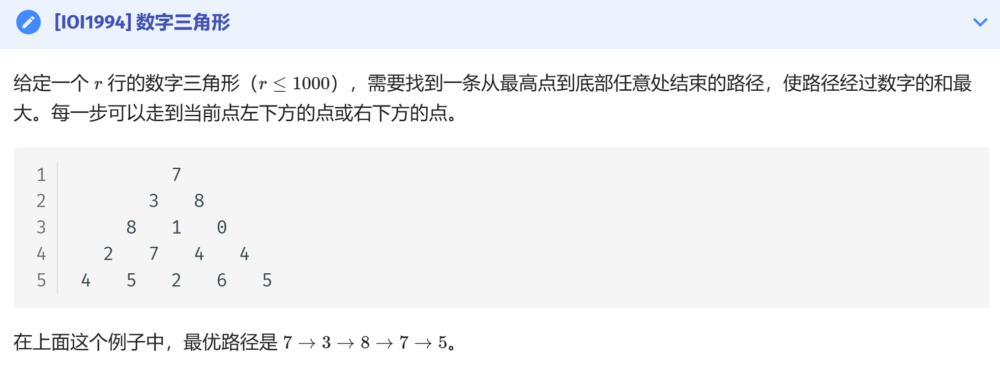 [IOI1994] 数字三角形
给定一个 r 行的数字三角形（r ≤ 1000），需要找到一条从最高点到底部任意处结束的路径，使路径经过数字的和最
大。每一步可以走到当前点左下方的点或右下方的点。
1 7
2 3 8
3 8 1 0
4 2 7 4 4
5 4 5 2 6 5
在上面这个例子中，最优路径是 7 → 3 → 8 → 7 → 5。